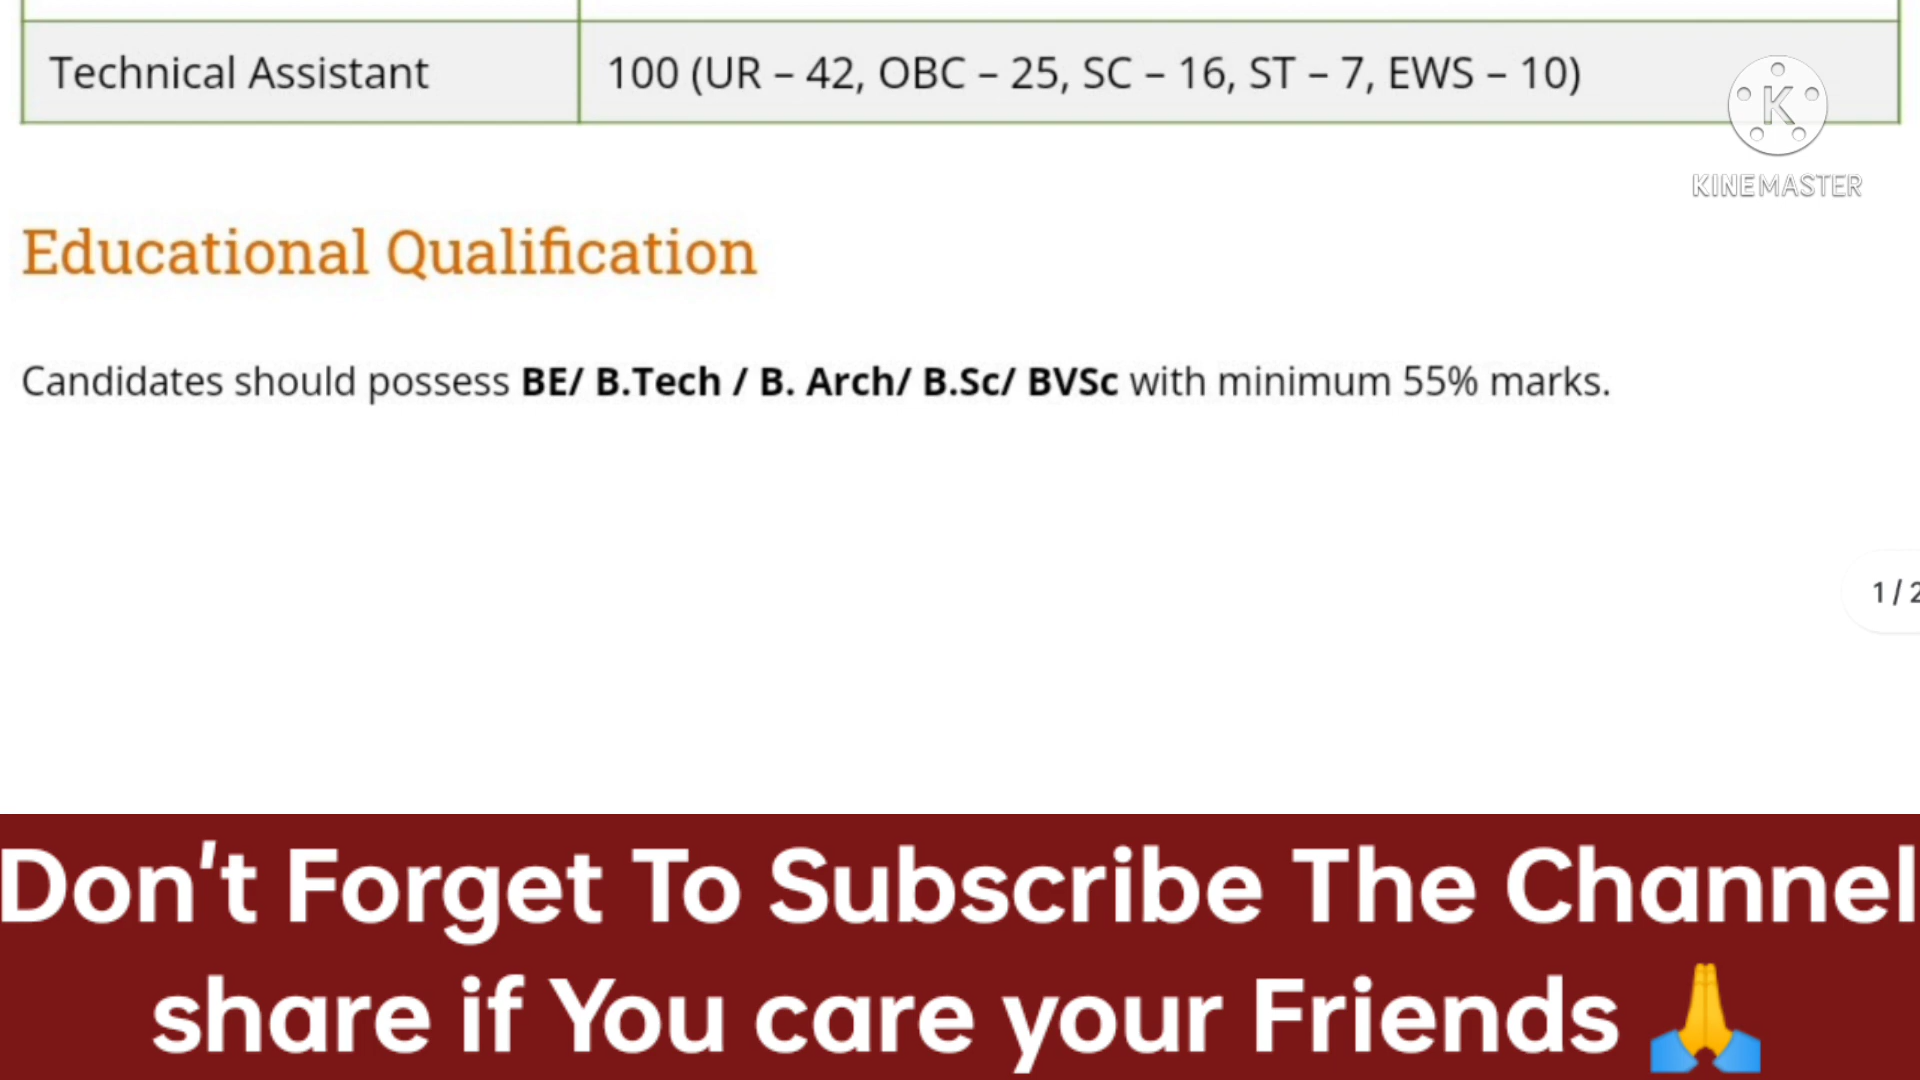 Technical Assistant 100 (UR – 42, OBC – 25, SC – 16, ST – 7, EWS – 10)
K
KINEMASTER
Educational Qualification
Candidates should possess BE/ B.Tech / B. Arch/ B.Sc/ BVSc with minimum 55% marks.
1 / 2
Don't Forget To Subscribe The Channel
share if You care your Friends 🙏